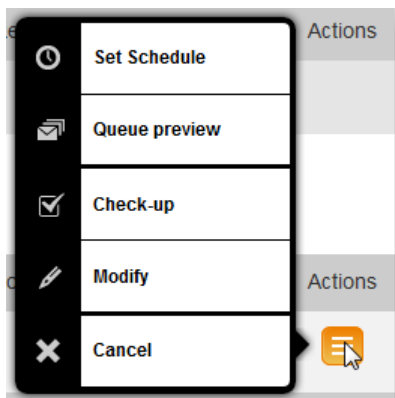 Actions
Set Schedule
Queue preview
Check-up
Modify
Actions
Cancel